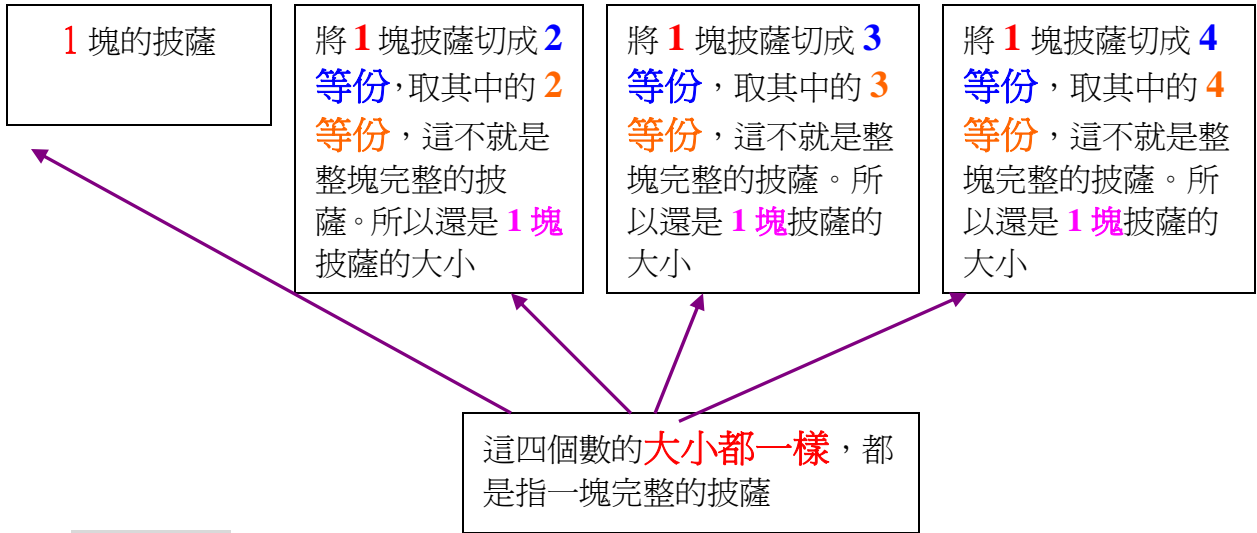 1 塊的披薩
將 1 塊披薩切成 2
等份，取其中的 2
等份，這不就是
整塊完整的披
薩。所以還是 1 塊
披薩的大小
將 1 塊披薩切成 3
等份，取其中的 3
等份，這不就是整
塊完整的披薩。所
以還是 1 塊披薩的
大小
將 1 塊披薩切成 4
等份，取其中的 4
等份，這不就是整
塊完整的披薩。所
以還是 1 塊披薩的
大小
這四個數的大小都一樣，都
是指一塊完整的披薩